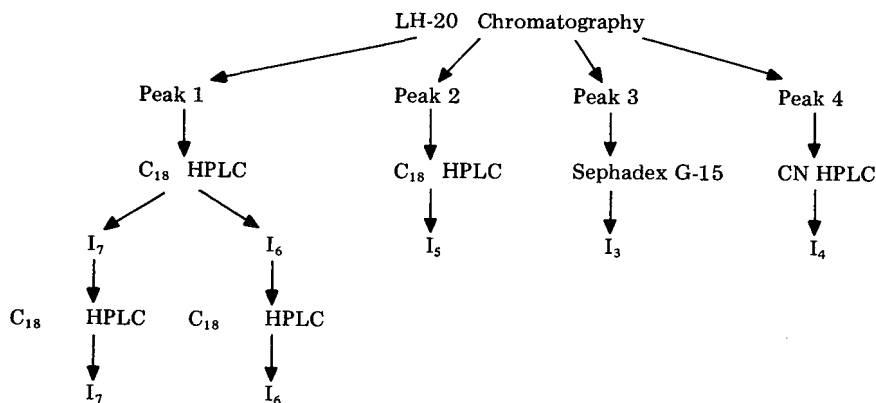 LH-20 Chromatography
Peak 1 Peak 2 Peak 3 Peak 4
C₁₈ HPLC C₁₈ HPLC Sephadex G-15 CN HPLC
I₇ I₆ I₅ I₃ I₄
C₁₈ HPLC C₁₈ HPLC
I₇ I₆